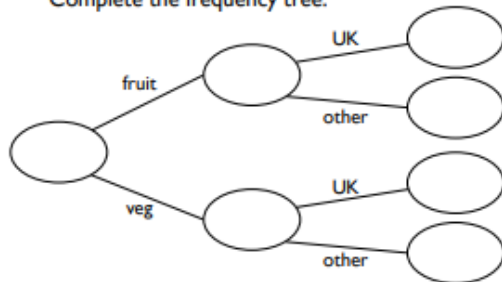 Complete the frequency tree.
UK
fruit
other
UK
veg
other